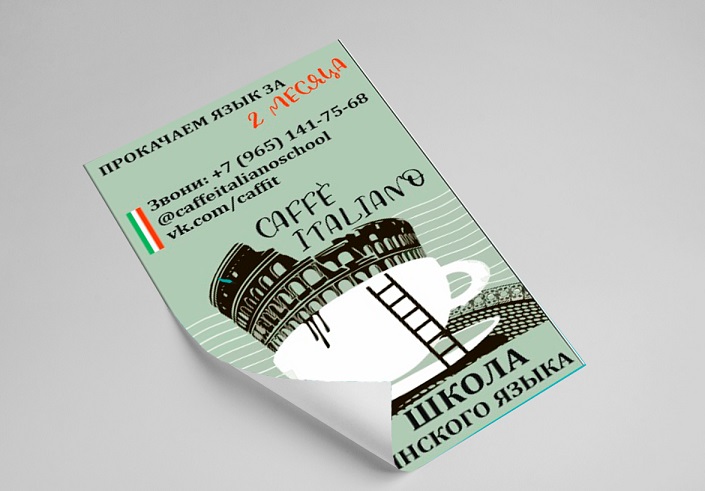 ПРОКАЧАЕМ ЯЗЫК ЗА
2 МЕСЯЦА
Звони: +7 (965) 141-75-68
@caffeitalianoschool
vk.com/caffit
CAFFÈ
ITALIANO
ШКОЛА
ЯЗЫКА